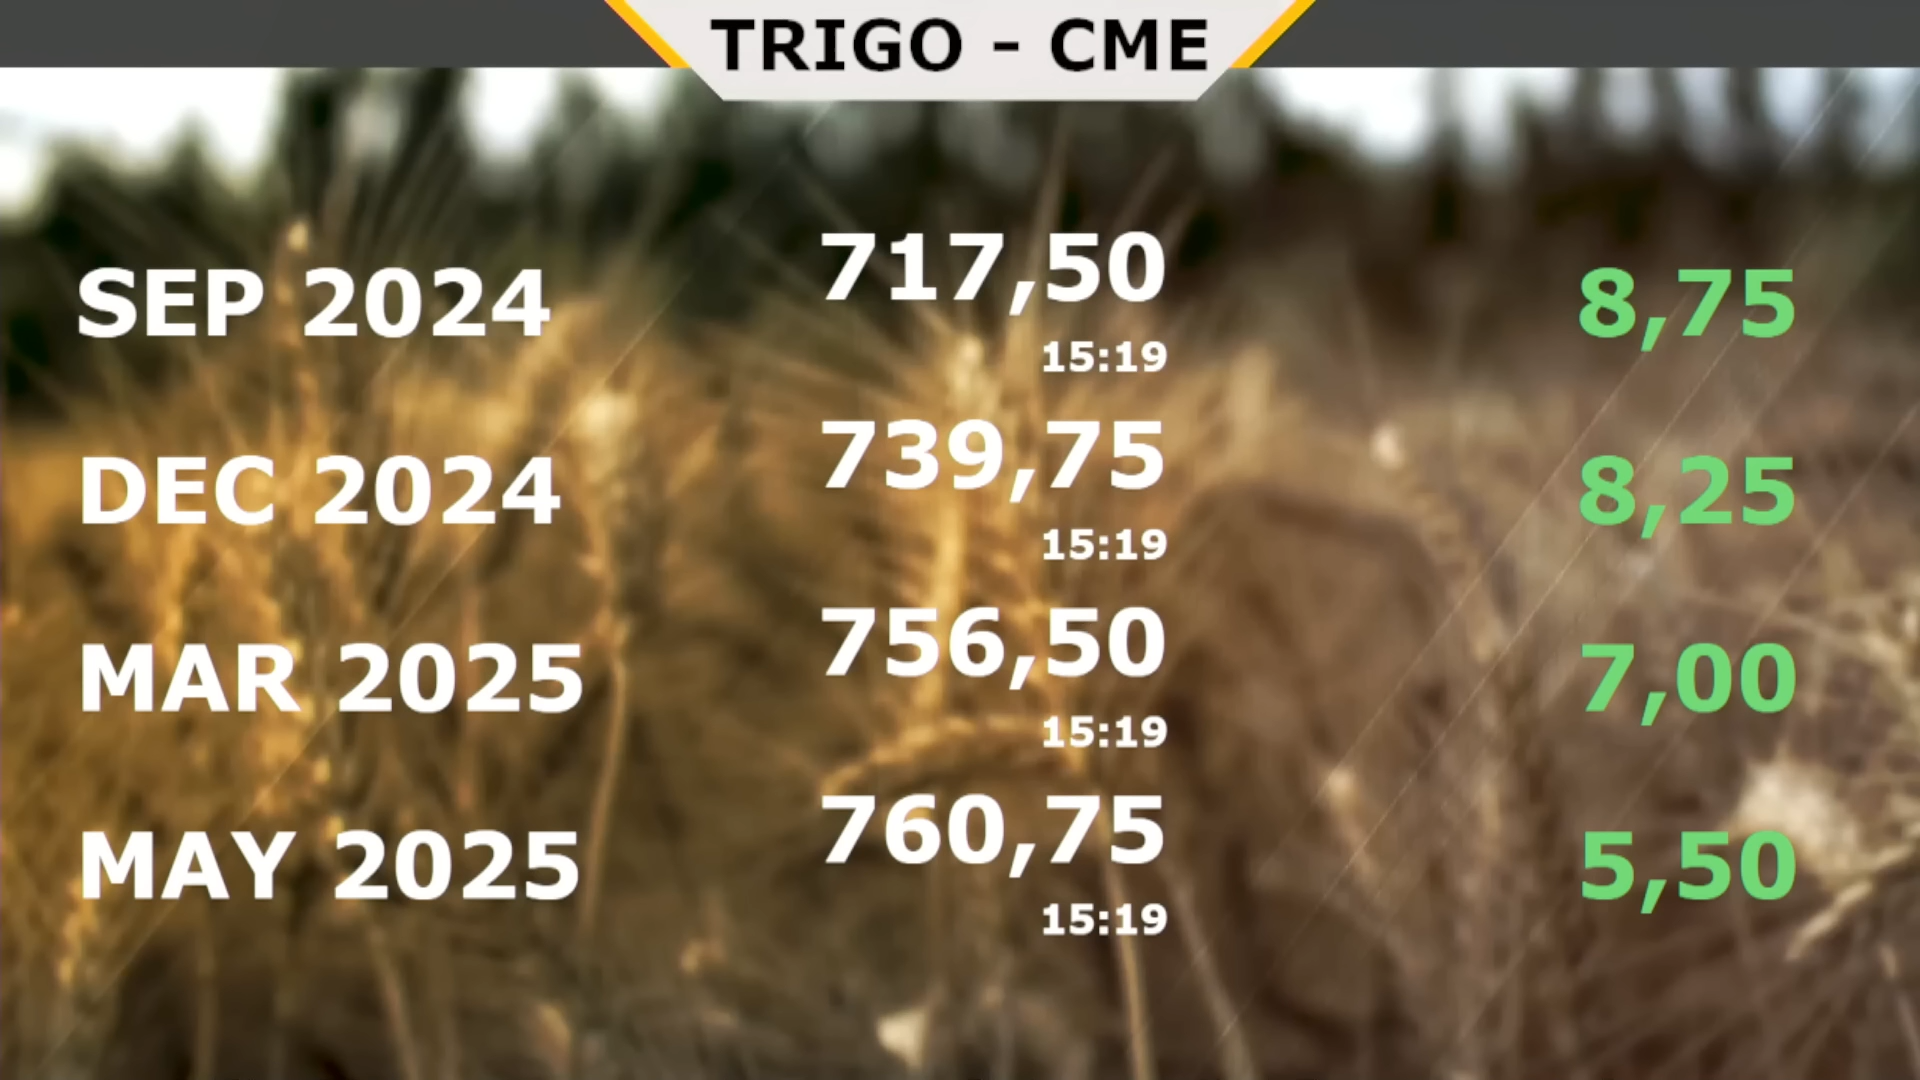 TRIGO - CME
SEP 2024 717,50 8,75
15:19
DEC 2024 739,75 8,25
15:19
MAR 2025 756,50 7,00
15:19
MAY 2025 760,75 5,50
15:19